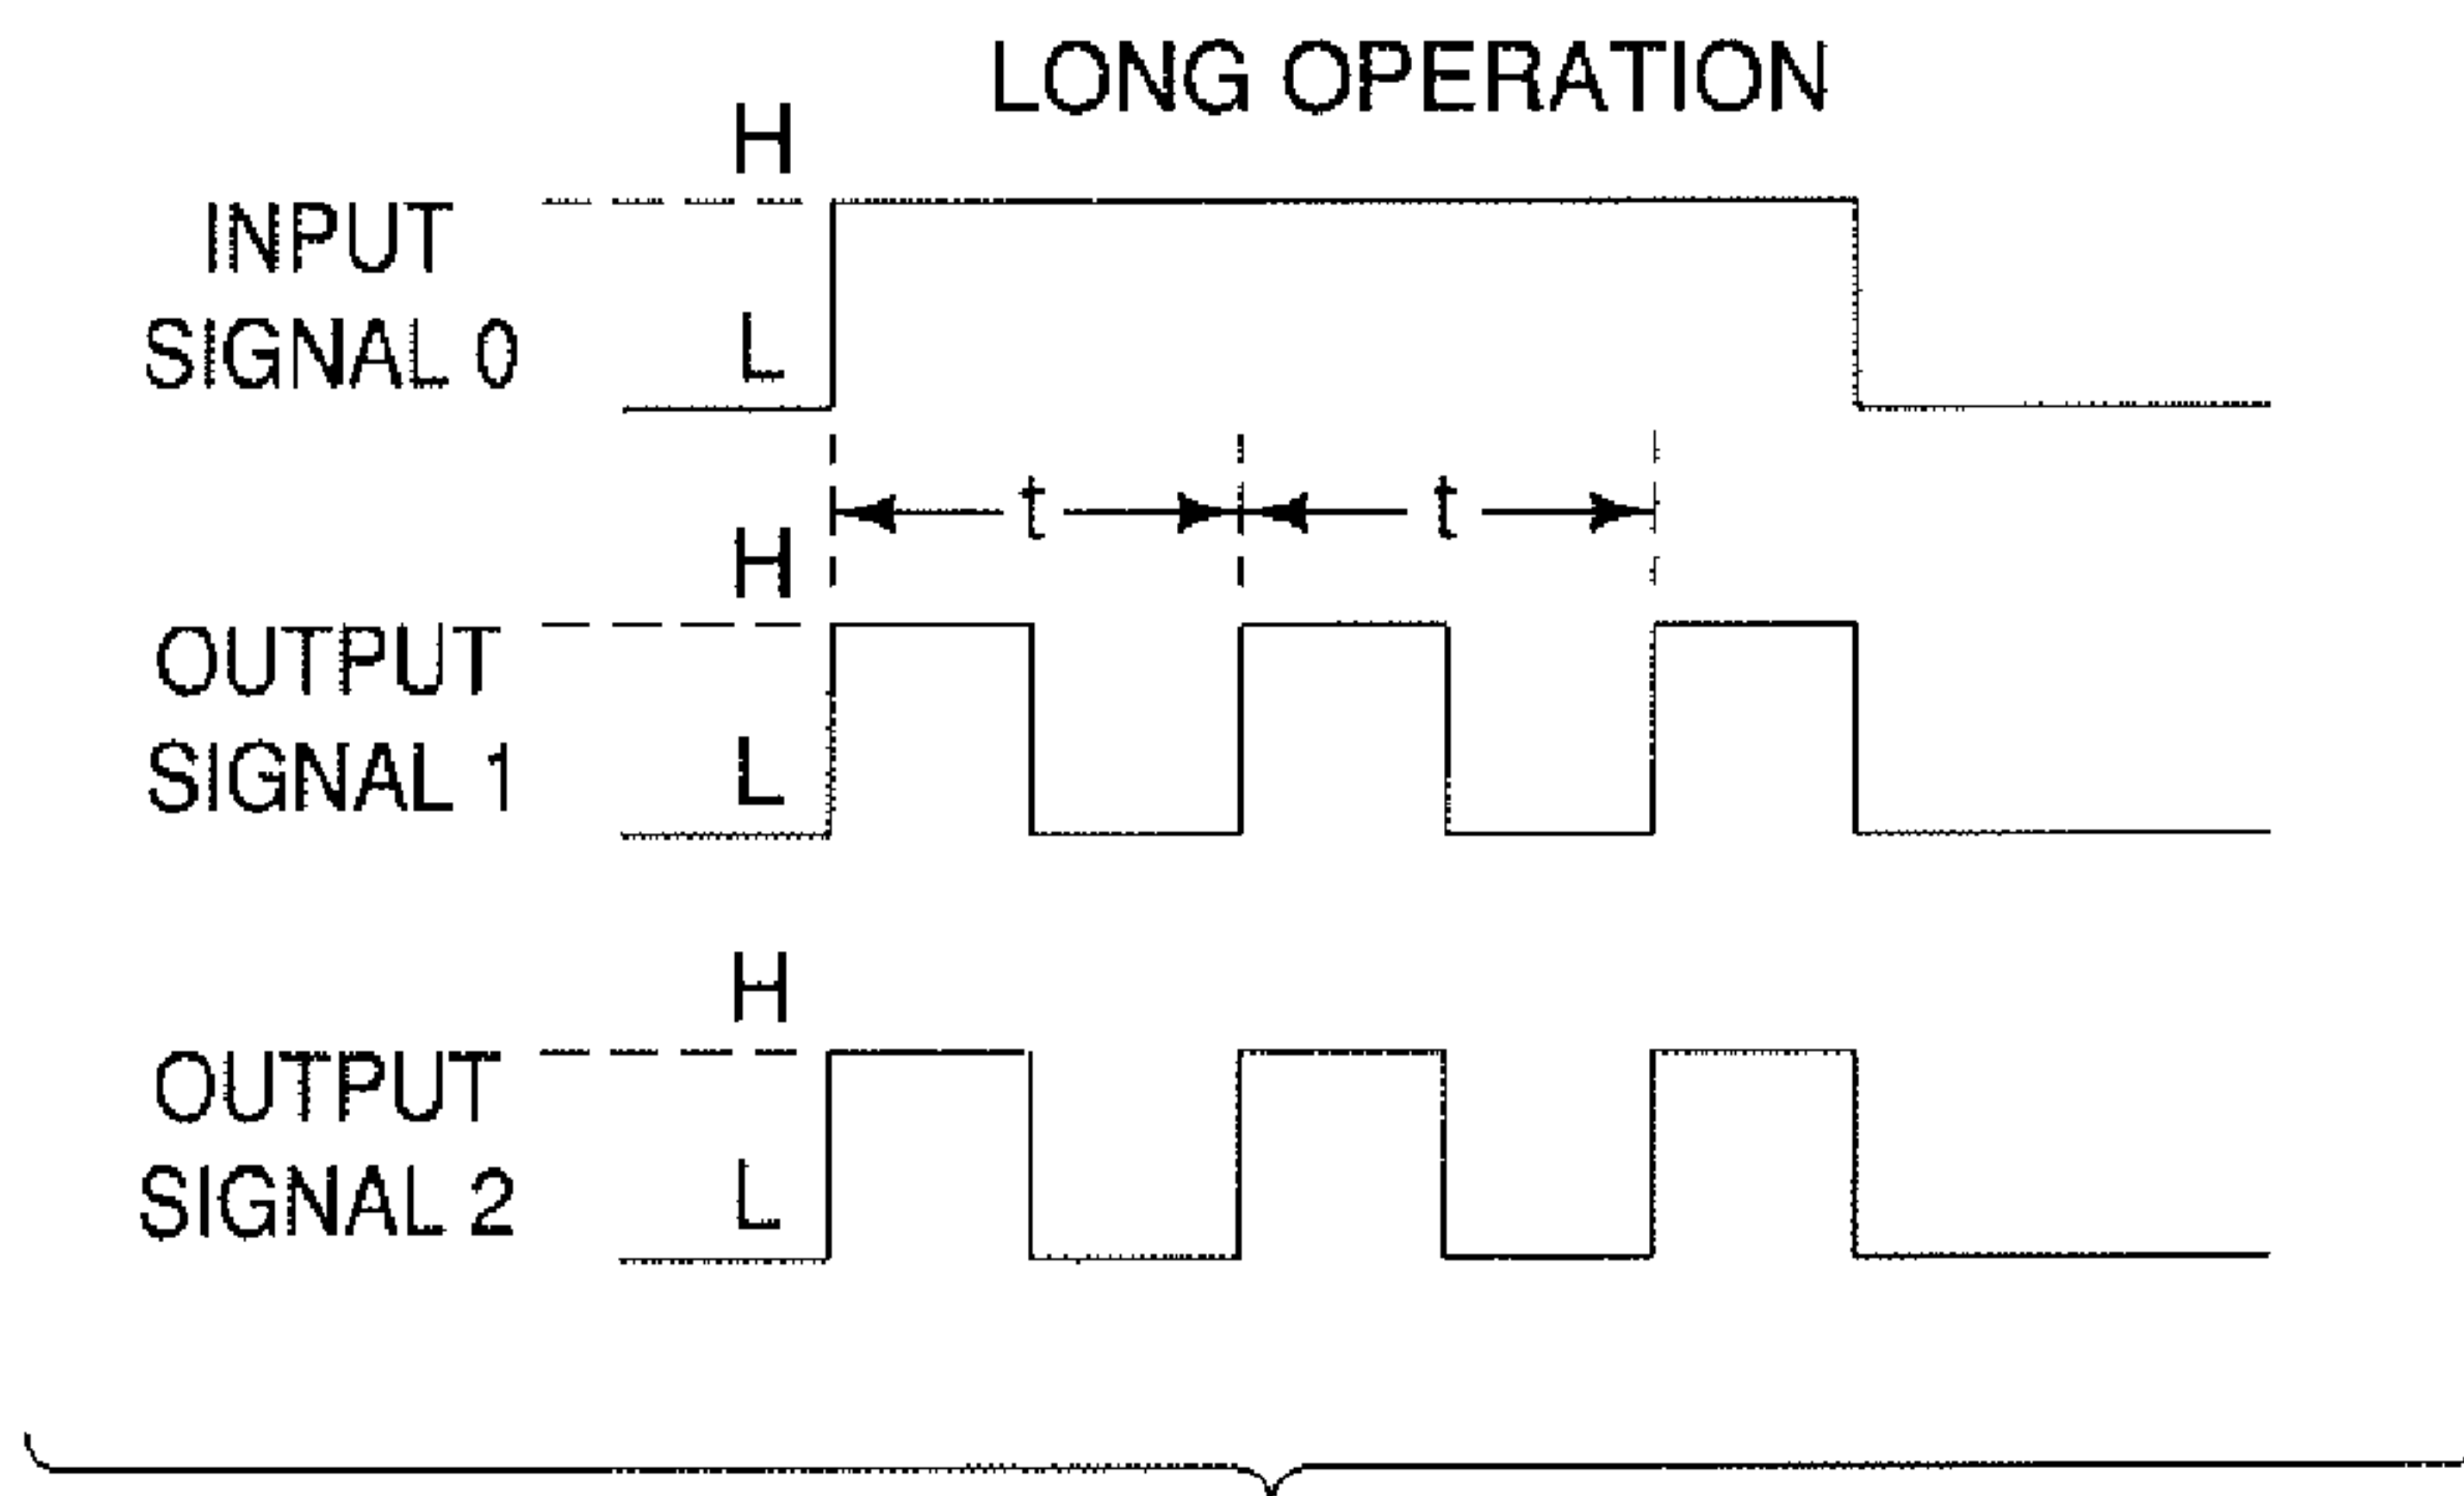 LONG OPERATION
H
INPUT
SIGNAL 0
L
t
t
H
OUTPUT
SIGNAL 1
L
H
OUTPUT
SIGNAL 2
L